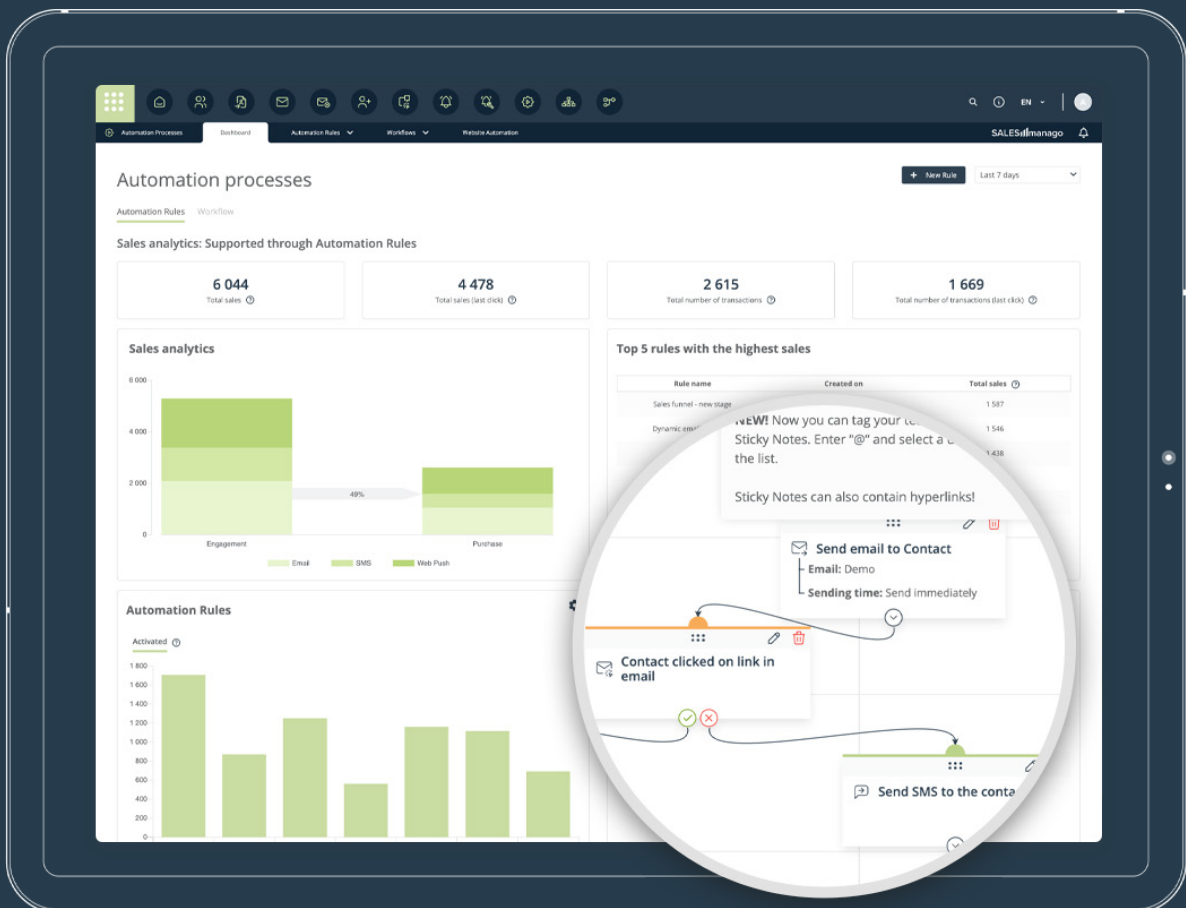 EN
Automation Processes
Dashboard
Automation Rules
Workflows
Website Automation
SALESmanago
Automation processes
+ New Rule
Last 7 days
Automation Rules
Workflow
Sales analytics: Supported through Automation Rules
6 044
Total sales
4 478
Total sales (last click)
2 615
Total number of transactions
1 669
Total number of transactions (last click)
Sales analytics
6 000
4 000
2 000
0
49%
Engagement
Purchase
Email
SMS
Web Push
Top 5 rules with the highest sales
Rule name
Created on
Total sales
Sales funnel - new stage
1 587
Dynamic
1 546
1 438
NEW! Now you can tag your
Sticky Notes. Enter "@" and select a
the list.
Sticky Notes can also contain hyperlinks!
Send email to Contact
Email: Demo
Sending time: Send immediately
Contact clicked on link in
email
Send SMS to the conta
Automation Rules
Activated
1 800
1 600
1 400
1 200
1 000
800
600
400
200
0